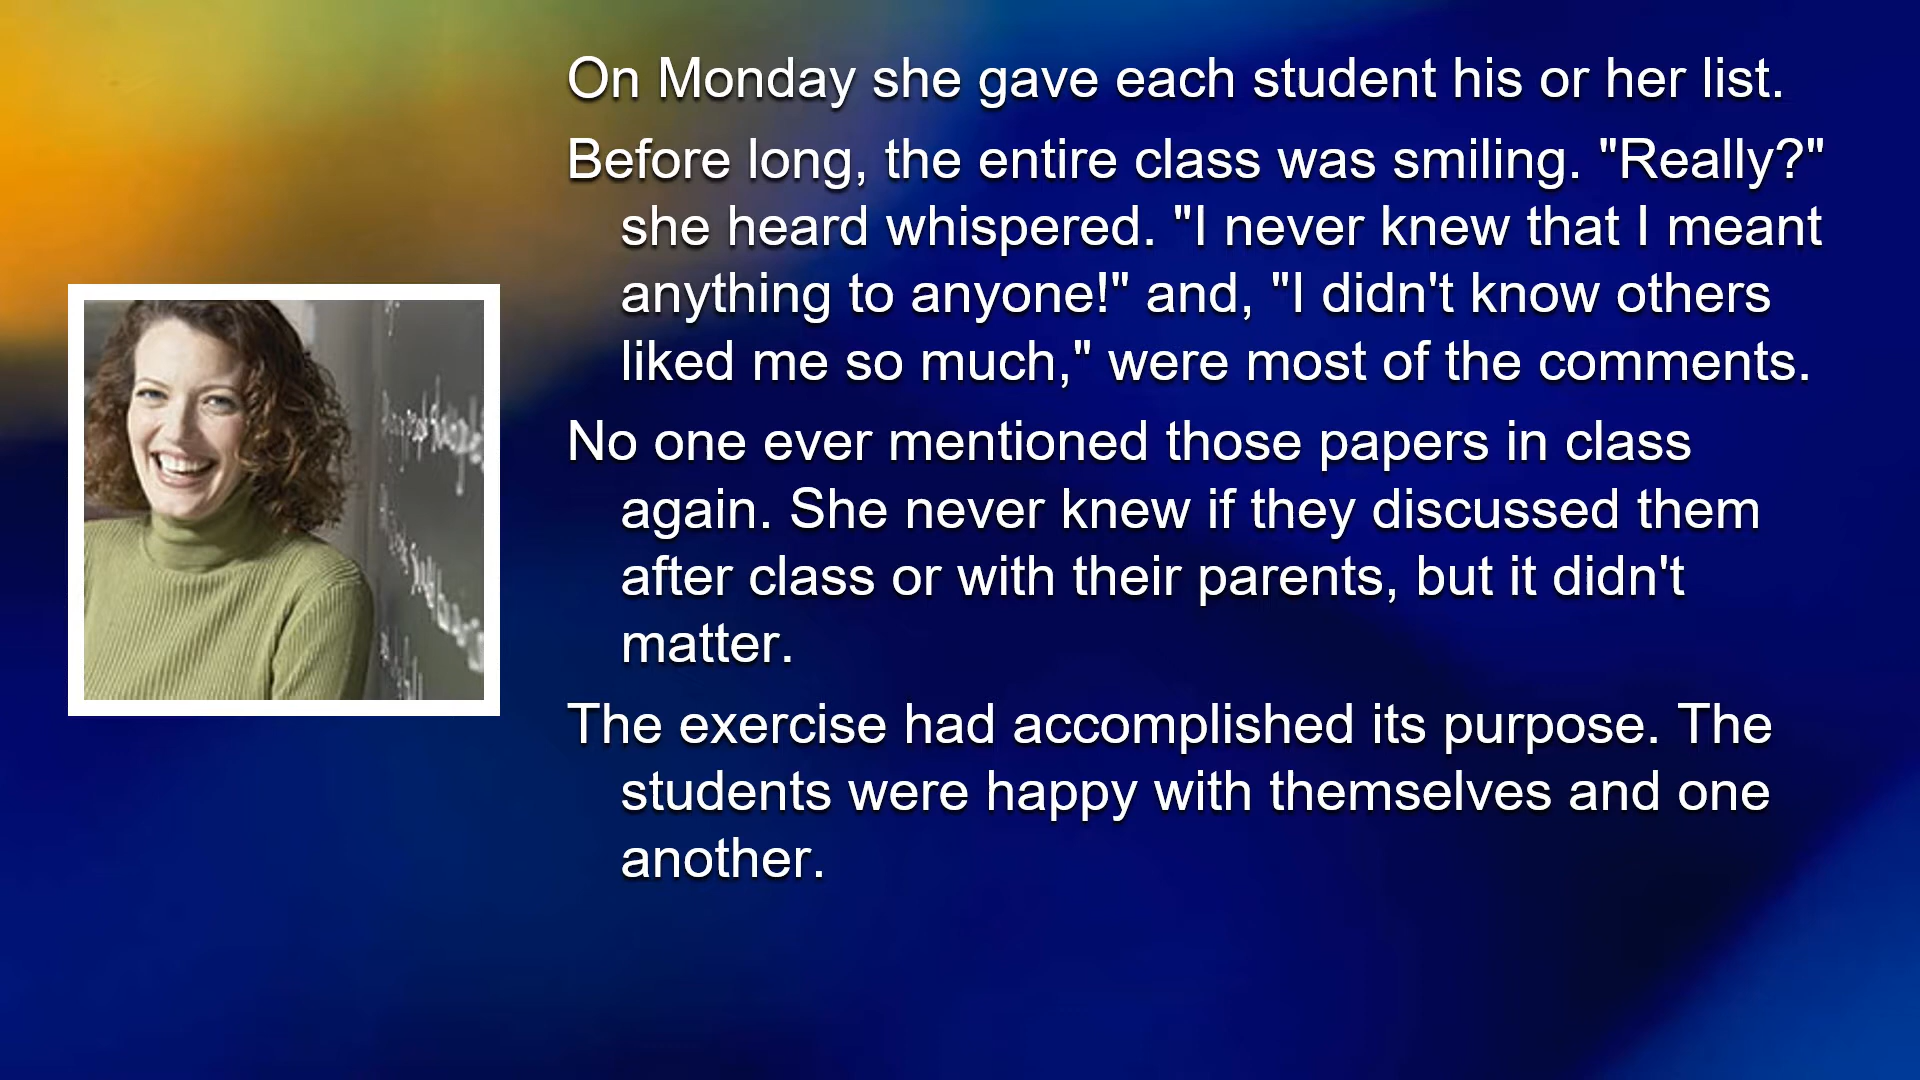 On Monday she gave each student his or her list.
Before long, the entire class was smiling. "Really?"
she heard whispered. "I never knew that I meant
anything to anyone!" and, "I didn't know others
liked me so much," were most of the comments.
No one ever mentioned those papers in class
again. She never knew if they discussed them
after class or with their parents, but it didn't
matter.
The exercise had accomplished its purpose. The
students were happy with themselves and one
another.